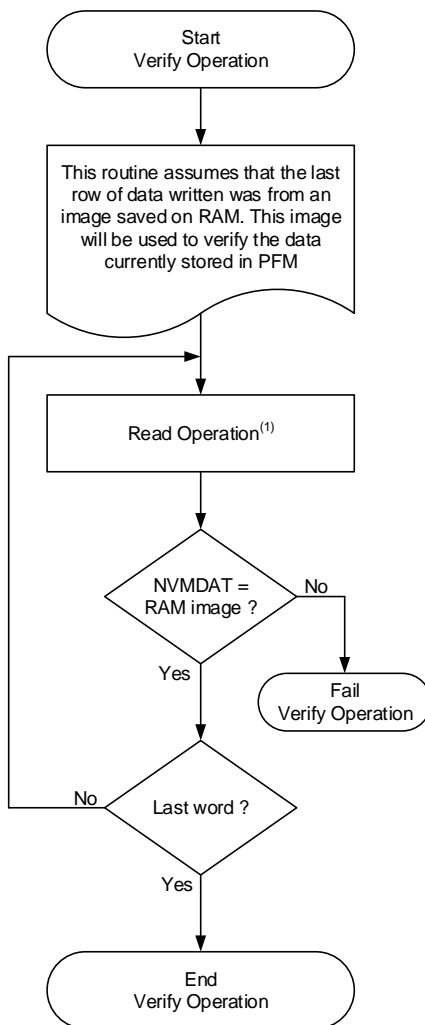 Start
Verify Operation
This routine assumes that the last
row of data written was from an
image saved on RAM. This image
will be used to verify the data
currently stored in PFM
Read Operation(1)
NVMDAT =
RAM image ?
No
Yes
Fail
Verify Operation
No
Last word ?
Yes
End
Verify Operation